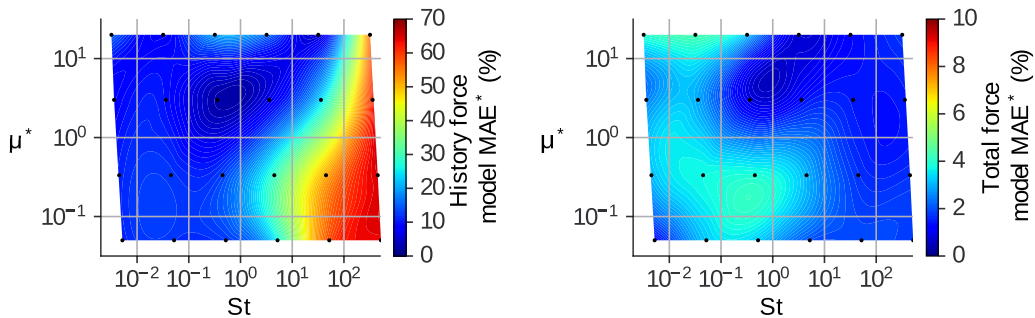 10¹
10⁰
10⁻¹
μ*
10⁻² 10⁻¹ 10⁰ 10¹ 10²
St
70
60
50
40
30
20
10
0
History force
model MAE* (%)
10¹
10⁰
10⁻¹
μ*
10⁻² 10⁻¹ 10⁰ 10¹ 10²
St
10
8
6
4
2
0
Total force
model MAE* (%)